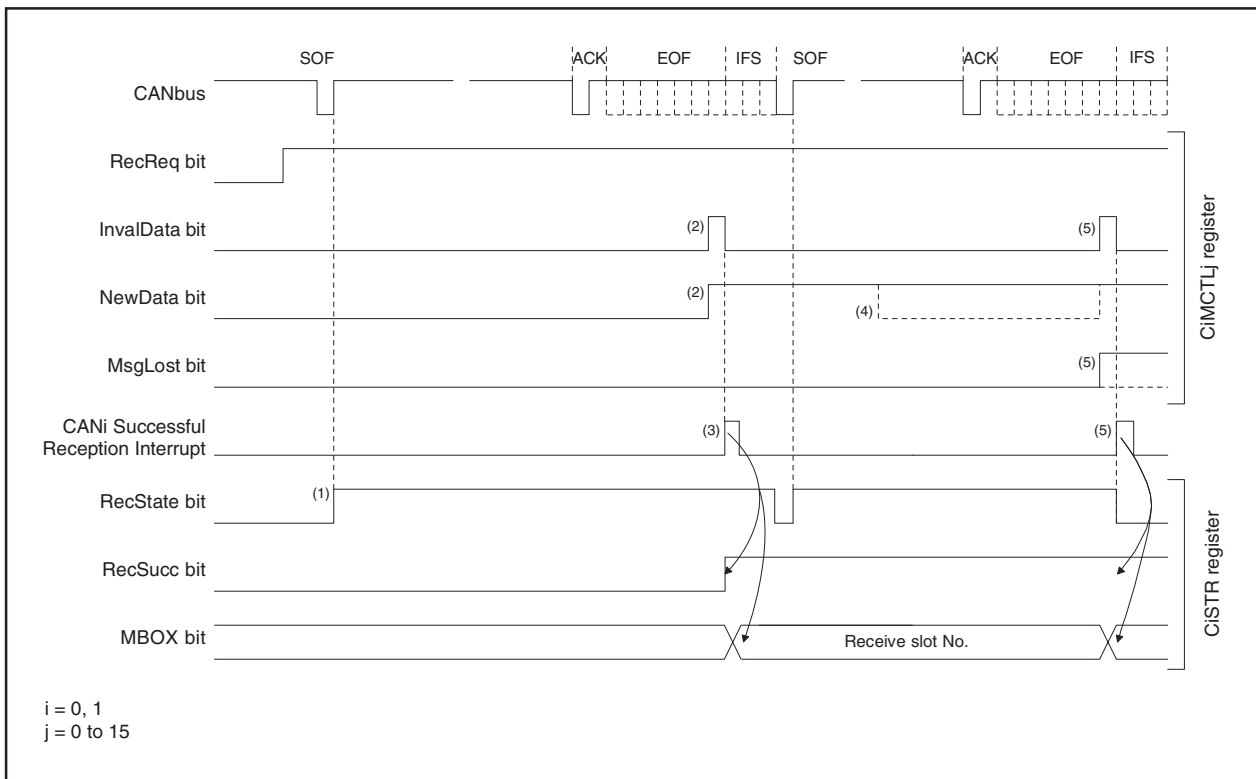 SOF ACK EOF IFS SOF ACK EOF IFS
CANbus
RecReq bit
InvalData bit (2) (5)
NewData bit (2) (4)
MsgLost bit (5)
CiMCTLj register
CANi Successful
Reception Interrupt (3) (5)
RecState bit (1)
RecSucc bit
MBOX bit Receive slot No.
CiSTR register
i = 0, 1
j = 0 to 15